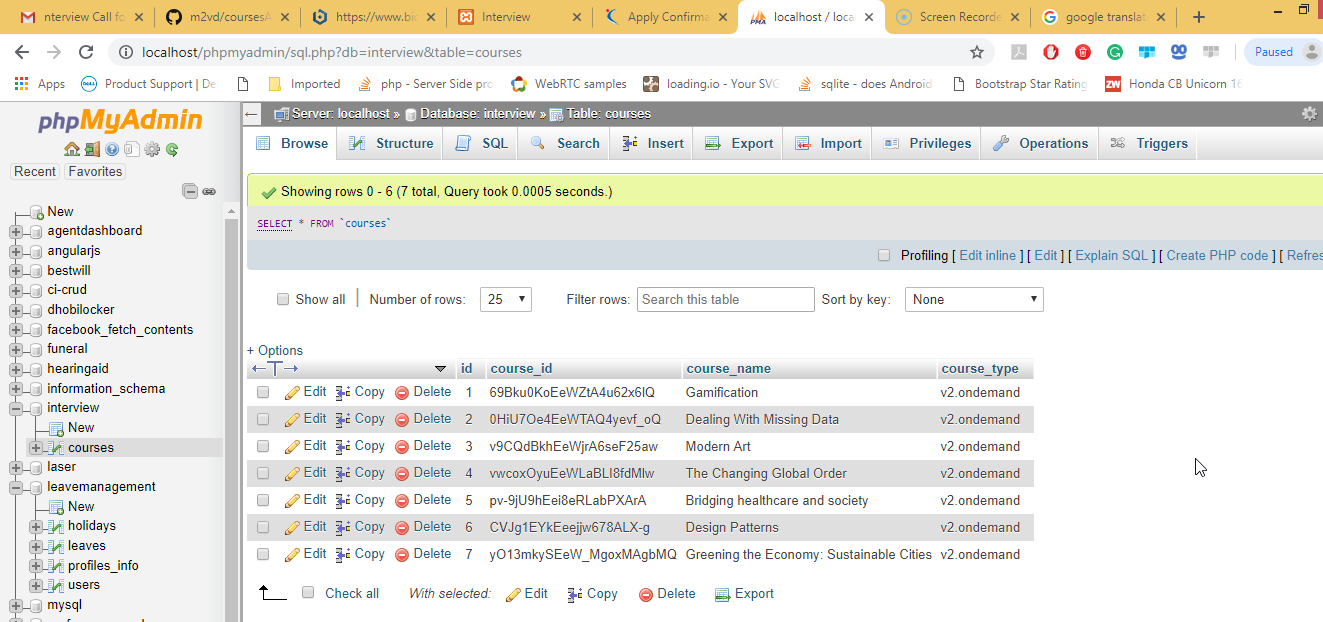 nterview Call fo
m2vd/coursesA
https://www.bio
Interview
Apply Confirma
localhost / loca
Screen Recorde
google translat
localhost/phpmyadmin/sql.php?db=interview&table=courses
Paused
Apps
Product Support | De
Imported
php - Server Side pro
WebRTC samples
loading.io - Your SVG
sqlite - does Android
Bootstrap Star Rating
ZW Honda CB Unicorn 16
phpMyAdmin
Recent Favorites
New
agentdashboard
angularjs
bestwill
ci-crud
dhobilocker
facebook_fetch_contents
funeral
hearingaid
information_schema
interview
New
courses
laser
leavemanagement
New
holidays
leaves
profiles_info
users
mysql
Server: localhost » Database: interview » Table: courses
Browse Structure SQL Search Insert Export Import Privileges Operations Triggers
Showing rows 0 - 6 (7 total, Query took 0.0005 seconds.)
SELECT * FROM `courses`
Profiling [ Edit inline ] [ Edit ] [ Explain SQL ] [ Create PHP code ] [ Refres
Show all | Number of rows: 25 Filter rows: Search this table Sort by key: None
+ Options
←T→ id course_id course_name course_type
Edit Copy Delete 1 69Bku0KoEeWZtA4u62x6lQ Gamification v2.ondemand
Edit Copy Delete 2 0HiU7Oe4EeWTAQ4yevf_oQ Dealing With Missing Data v2.ondemand
Edit Copy Delete 3 v9CQdBkhEeWjrA6seF25aw Modern Art v2.ondemand
Edit Copy Delete 4 vwcoxOyuEeWLaBLI8fdMlw The Changing Global Order v2.ondemand
Edit Copy Delete 5 pv-9jU9hEei8eRLabPXArA Bridging healthcare and society v2.ondemand
Edit Copy Delete 6 CVJg1EYkEeejjw678ALX-g Design Patterns v2.ondemand
Edit Copy Delete 7 yO13mkySEeW_MgoxMAgbMQ Greening the Economy: Sustainable Cities v2.ondemand
Check all With selected: Edit Copy Delete Export